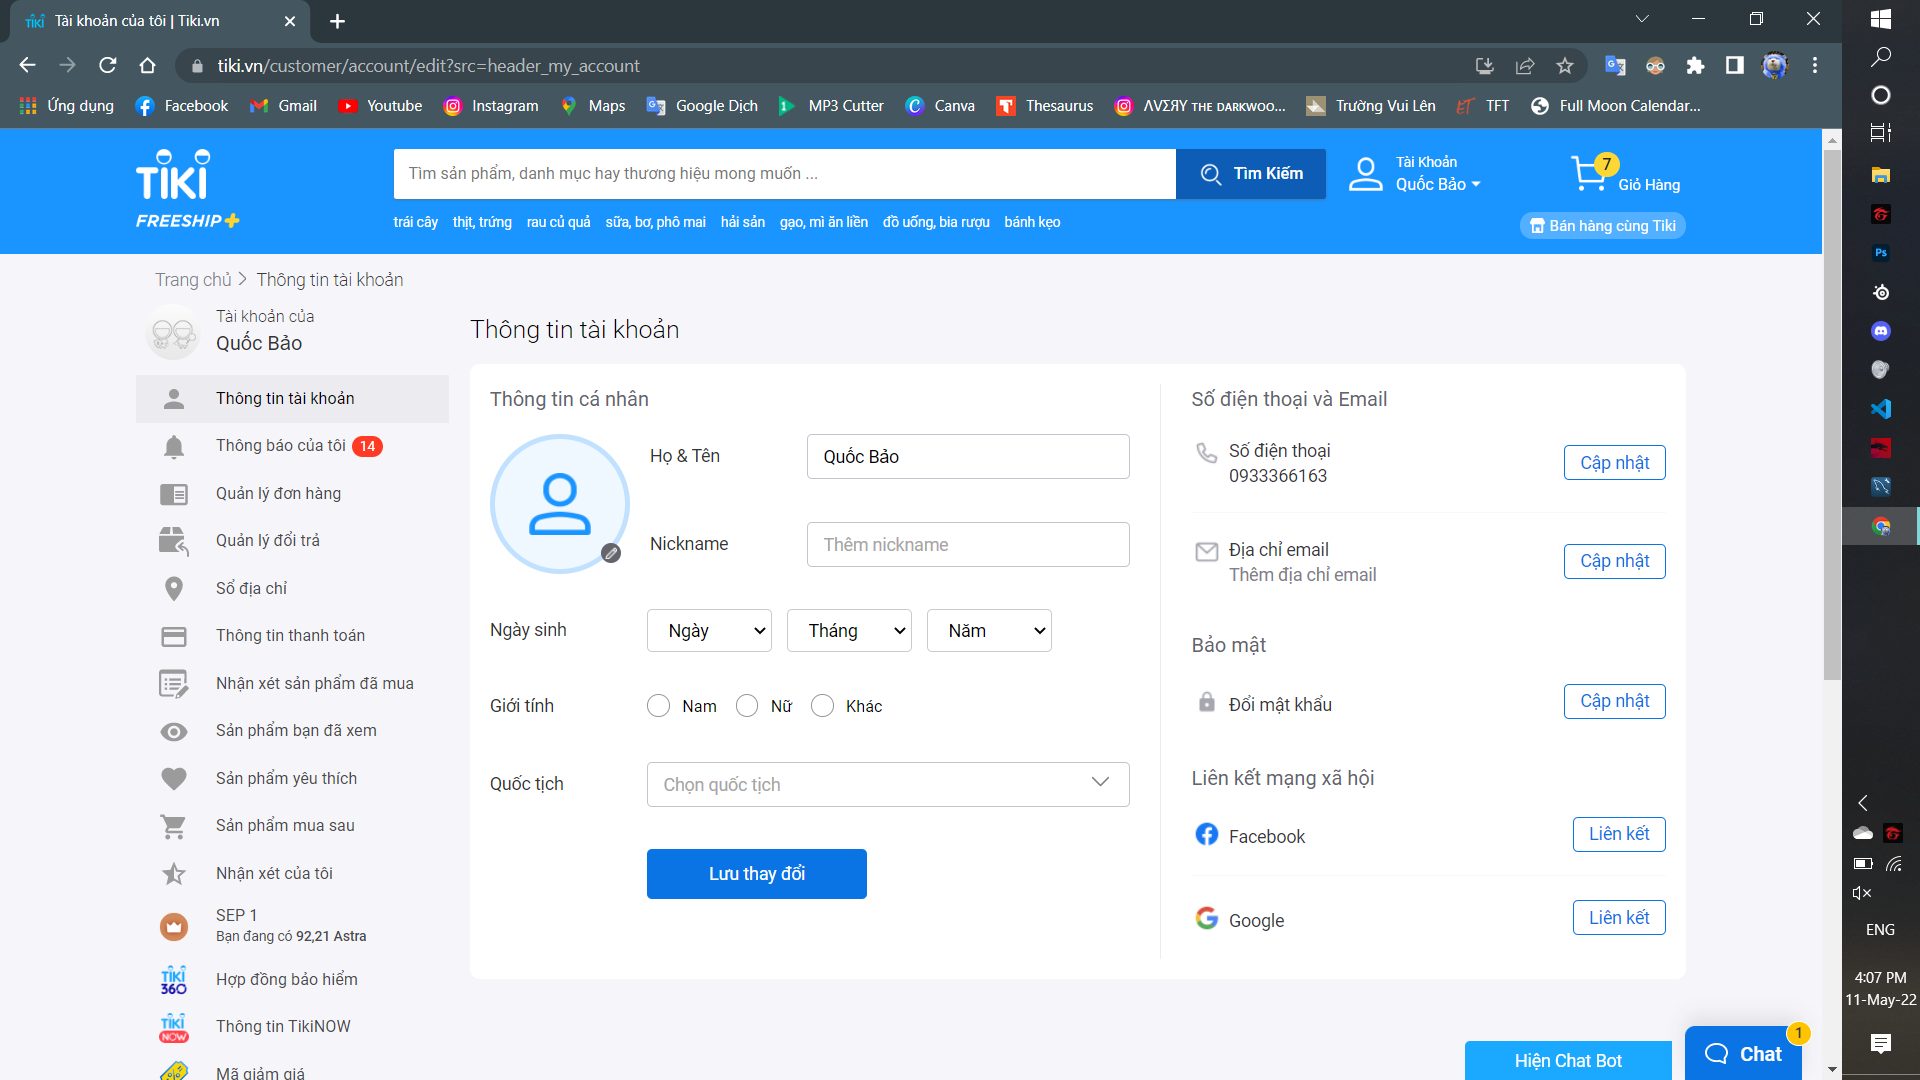 Tài khoản của tôi | Tiki.vn
tiki.vn/customer/account/edit?src=header_my_account
Ứng dụng Facebook Gmail Youtube Instagram Maps Google Dịch MP3 Cutter Canva Thesaurus ΛVΣЯY THE DARKWOO... Trường Vui Lên TFT Full Moon Calendar...
TIKI
FREESHIP+
Tìm sản phẩm, danh mục hay thương hiệu mong muốn ...
Tìm Kiếm
Tài Khoản
Quốc Bảo
7
Giỏ Hàng
trái cây thịt, trứng rau củ quả sữa, bơ, phô mai hải sản gạo, mì ăn liền đồ uống, bia rượu bánh kẹo
Bán hàng cùng Tiki
Trang chủ > Thông tin tài khoản
Tài khoản của
Quốc Bảo
Thông tin tài khoản
Thông báo của tôi 14
Quản lý đơn hàng
Quản lý đổi trả
Sổ địa chỉ
Thông tin thanh toán
Nhận xét sản phẩm đã mua
Sản phẩm bạn đã xem
Sản phẩm yêu thích
Sản phẩm mua sau
Nhận xét của tôi
SEP 1
Bạn đang có 92,21 Astra
TIKI
360
Hợp đồng bảo hiểm
TIKI
NOW
Thông tin TikiNOW
Mã giảm giá
Thông tin tài khoản
Thông tin cá nhân
Họ & Tên
Quốc Bảo
Nickname
Thêm nickname
Ngày sinh
Ngày Tháng Năm
Giới tính
Nam Nữ Khác
Quốc tịch
Chọn quốc tịch
Lưu thay đổi
Số điện thoại và Email
Số điện thoại
0933366163
Cập nhật
Địa chỉ email
Thêm địa chỉ email
Cập nhật
Bảo mật
Đổi mật khẩu
Cập nhật
Liên kết mạng xã hội
Facebook
Liên kết
Google
Liên kết
Hiện Chat Bot
Chat
1
Ps
ENG
4:07 PM
11-May-22